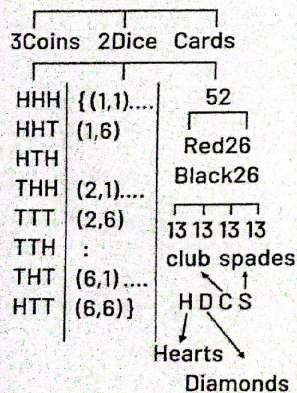 3Coins 2Dice Cards
HHH {(1,1).... 52
HHT (1,6)
Red26
HTH
Black26
THH (2,1)....
TTT (2,6)
13 13 13 13
TTH :
club spades
THT (6,1)....
HTT (6,6)}
H D C S
Hearts
Diamonds